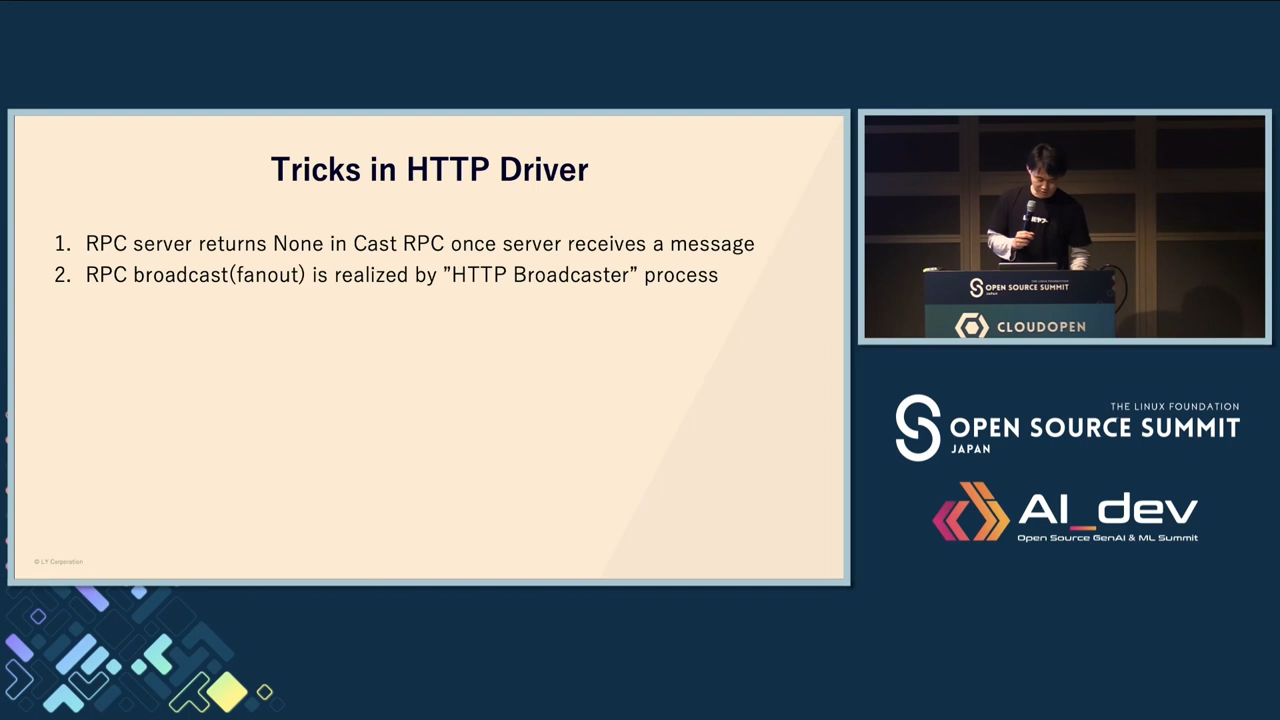 Tricks in HTTP Driver
1. RPC server returns None in Cast RPC once server receives a message
2. RPC broadcast(fanout) is realized by ”HTTP Broadcaster” process
© LY Corporation
OPEN SOURCE SUMMIT
CLOUDOPEN
THE LINUX FOUNDATION
OPEN SOURCE SUMMIT
JAPAN
AI_dev
Open Source GenAI & ML Summit